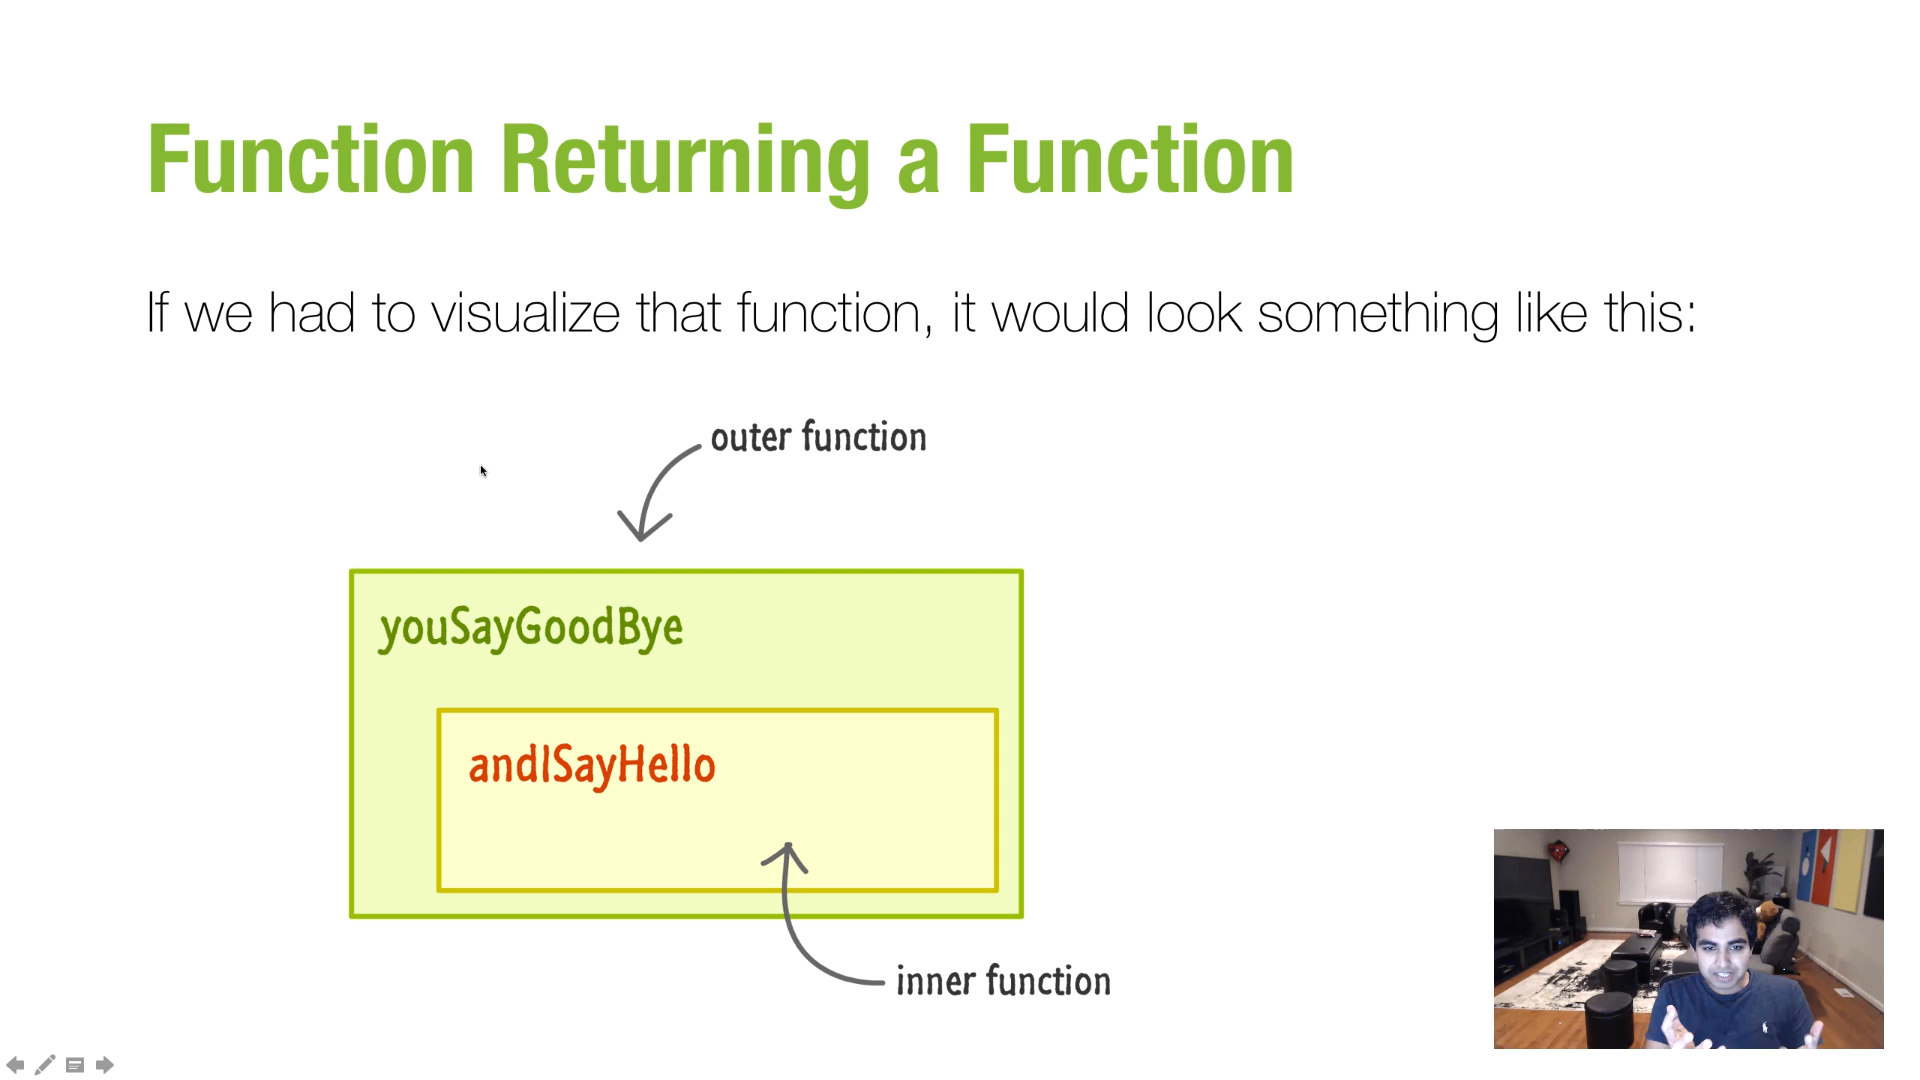 Function Returning a Function
If we had to visualize that function, it would look something like this:
outer function
youSayGoodBye
andISayHello
inner function